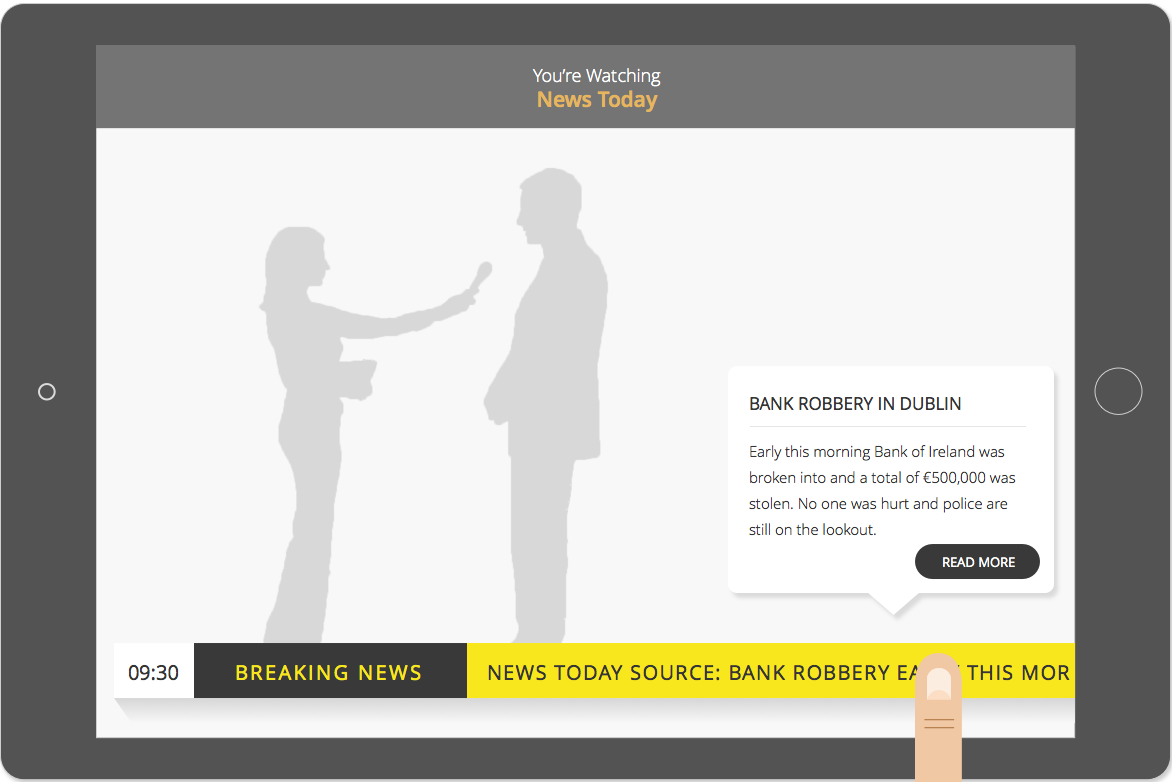 You're Watching
News Today
BANK ROBBERY IN DUBLIN
Early this morning Bank of Ireland was
broken into and a total of €500,000 was
stolen. No one was hurt and police are
still on the lookout.
READ MORE
09:30
BREAKING NEWS
NEWS TODAY SOURCE: BANK ROBBERY THIS MOR